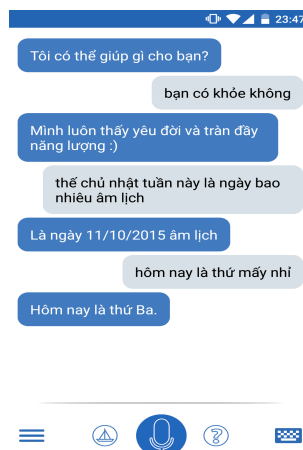 23:47
Tôi có thể giúp gì cho bạn?
bạn có khỏe không
Mình luôn thấy yêu đời và tràn đầy
năng lượng :)
thế chủ nhật tuần này là ngày bao
nhiêu âm lịch
Là ngày 11/10/2015 âm lịch
hôm nay là thứ mấy nhỉ
Hôm nay là thứ Ba.